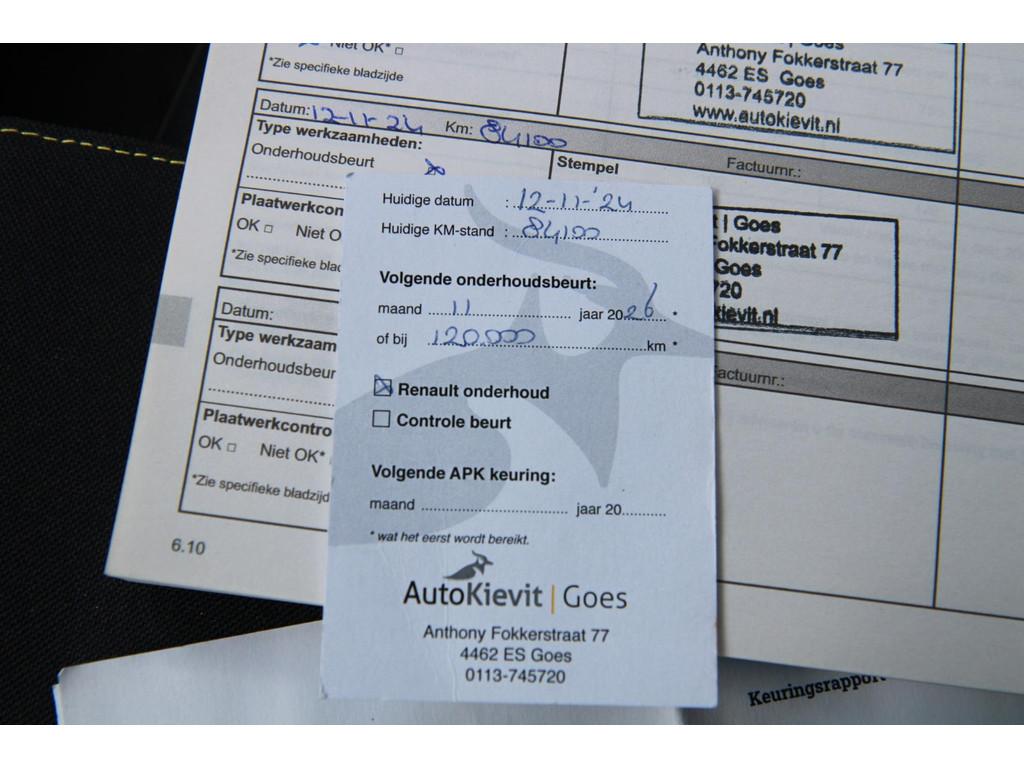 Niet OK* □
*Zie specifieke bladzijde
| Goes
Anthony Fokkerstraat 77
4462 ES Goes
0113-745720
www.autokievit.nl
Datum: 12-11-24 Km: 84100
Factuurnr.:
Type werkzaamheden:
Onderhoudsbeurt
Stempel
Plaatwerkcon
OK □ Niet O
*Zie specifieke bla
t | Goes
Fokkerstraat 77
Goes
720
kievit.nl
Datum:
actuurnr.:
Type werkzaam
Onderhoudsbeur
Plaatwerkcontro
OK □ Niet OK*
*Zie specifieke bladzijd
6.10
Huidige datum : 12-11-'24
Huidige KM-stand : 84100
Volgende onderhoudsbeurt:
maand 11 jaar 2026 *
of bij 120.000 km *
☒ Renault onderhoud
☐ Controle beurt
Volgende APK keuring:
maand .......... jaar 20..........
* wat het eerst wordt bereikt.
AutoKievit | Goes
Anthony Fokkerstraat 77
4462 ES Goes
0113-745720
Keuringsrapport